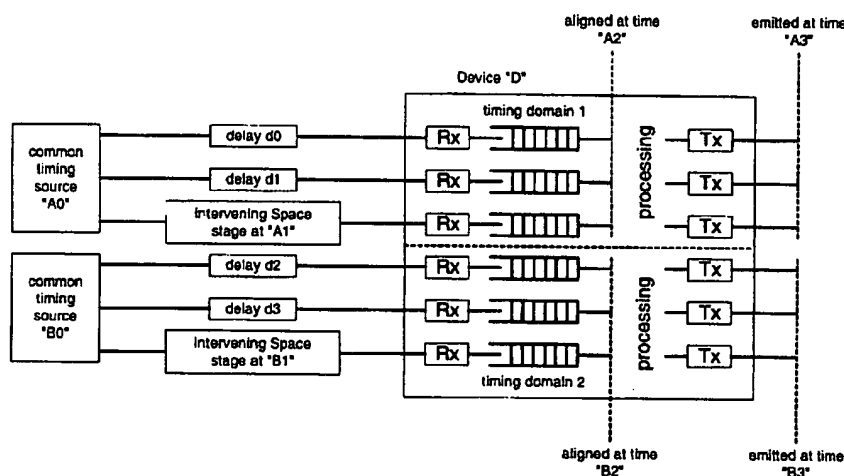 aligned at time
"A2"
emitted at time
"A3"
Device "D"
timing domain 1
common
timing
source
"A0"
delay d0
Rx
processing
Tx
delay d1
Rx
Tx
intervening Space
stage at "A1"
Rx
Tx
common
timing
source
"B0"
delay d2
Rx
processing
Tx
delay d3
Rx
Tx
Intervening Space
stage at "B1"
Rx
Tx
timing domain 2
aligned at time
"B2"
emitted at time
"B3"